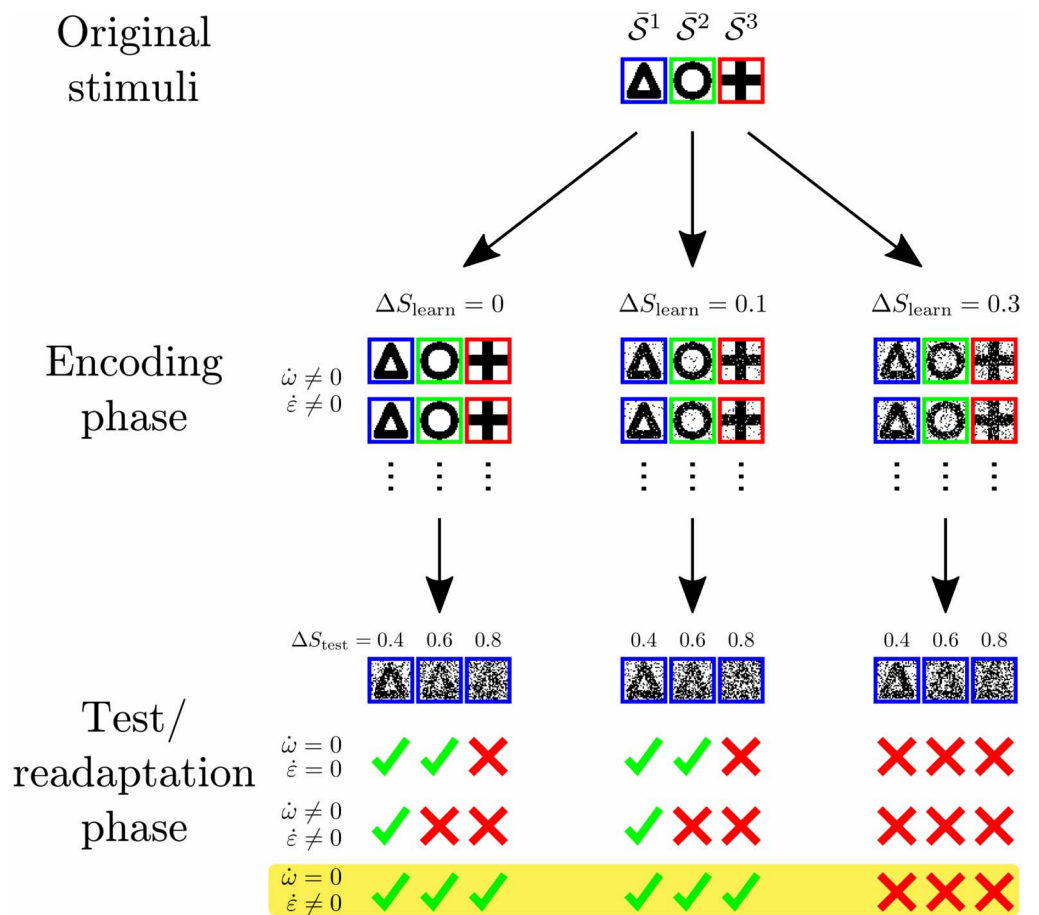 Original
stimuli
S̄¹ S̄² S̄³
ΔS_learn = 0 ΔS_learn = 0.1 ΔS_learn = 0.3
Encoding
phase
ω̇ ≠ 0
ε̇ ≠ 0
ΔS_test = 0.4 0.6 0.8 0.4 0.6 0.8 0.4 0.6 0.8
Test/
readaptation
phase
ω̇ = 0
ε̇ = 0
ω̇ ≠ 0
ε̇ ≠ 0
ω̇ = 0
ε̇ ≠ 0